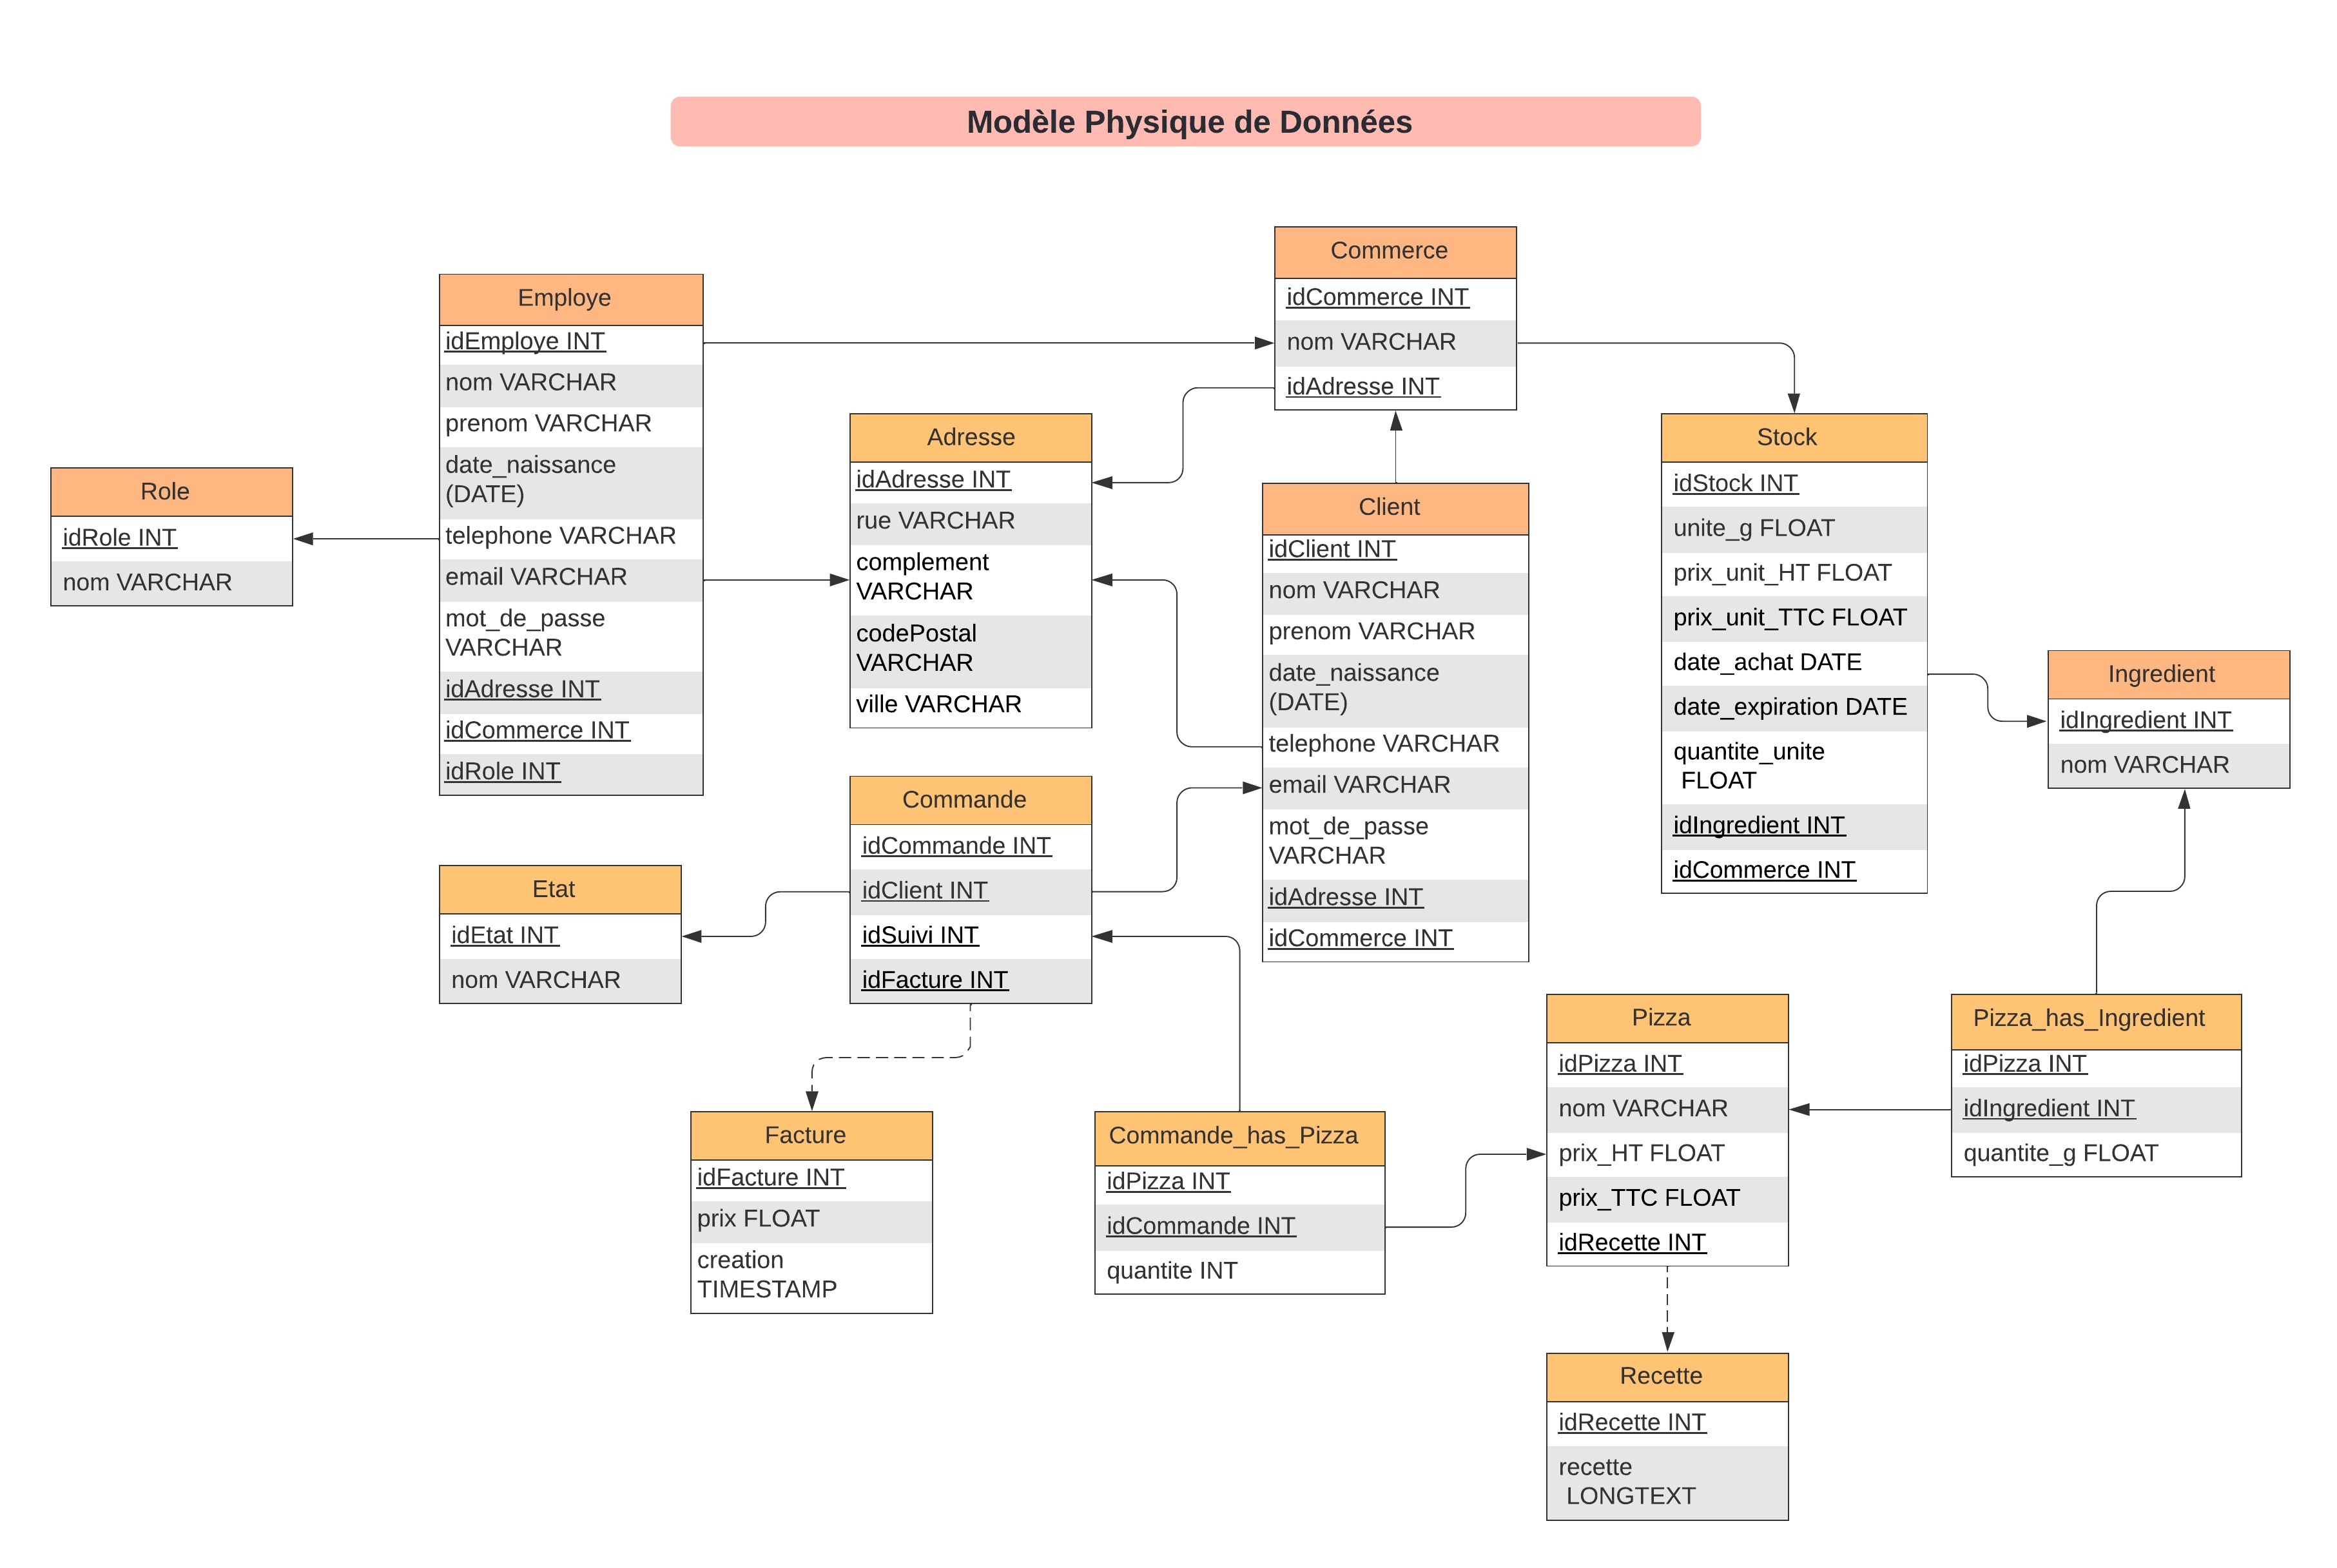 Modèle Physique de Données
Commerce
idCommerce INT
nom VARCHAR
idAdresse INT
Employe
idEmploye INT
nom VARCHAR
prenom VARCHAR
date_naissance
(DATE)
telephone VARCHAR
email VARCHAR
mot_de_passe
VARCHAR
idAdresse INT
idCommerce INT
idRole INT
Role
idRole INT
nom VARCHAR
Adresse
idAdresse INT
rue VARCHAR
complement
VARCHAR
codePostal
VARCHAR
ville VARCHAR
Client
idClient INT
nom VARCHAR
prenom VARCHAR
date_naissance
(DATE)
telephone VARCHAR
email VARCHAR
mot_de_passe
VARCHAR
idAdresse INT
idCommerce INT
Stock
idStock INT
unite_g FLOAT
prix_unit_HT FLOAT
prix_unit_TTC FLOAT
date_achat DATE
date_expiration DATE
quantite_unite
FLOAT
idIngredient INT
idCommerce INT
Ingredient
idIngredient INT
nom VARCHAR
Commande
idCommande INT
idClient INT
idSuivi INT
idFacture INT
Etat
idEtat INT
nom VARCHAR
Facture
idFacture INT
prix FLOAT
creation
TIMESTAMP
Commande_has_Pizza
idPizza INT
idCommande INT
quantite INT
Pizza
idPizza INT
nom VARCHAR
prix_HT FLOAT
prix_TTC FLOAT
idRecette INT
Pizza_has_Ingredient
idPizza INT
idIngredient INT
quantite_g FLOAT
Recette
idRecette INT
recette
LONGTEXT